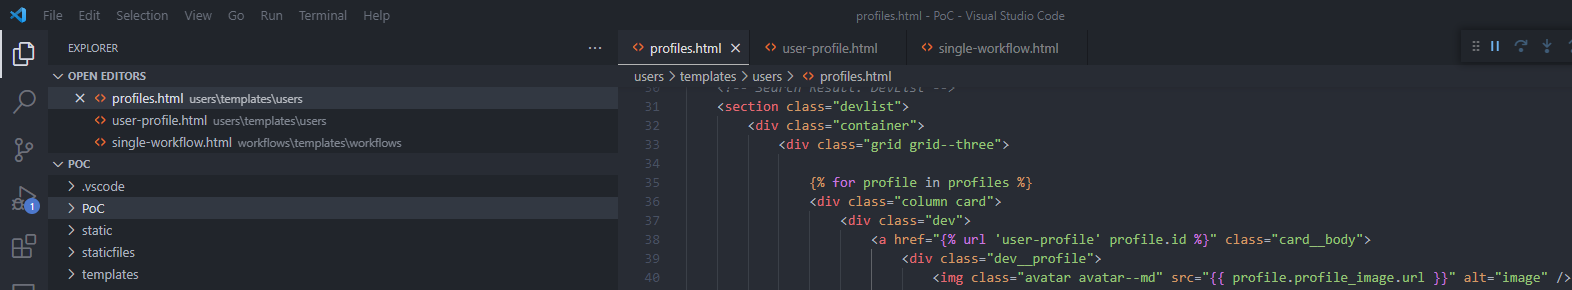 File Edit Selection View Go Run Terminal Help
profiles.html - PoC - Visual Studio Code
EXPLORER
OPEN EDITORS
profiles.html users\templates\users
user-profile.html users\templates\users
single-workflow.html workflows\templates\workflows
POC
.vscode
PoC
static
staticfiles
templates
1
profiles.html
user-profile.html
single-workflow.html
users > templates > users > profiles.html
30 <!-- Search Result: DevList -->
31 <section class="devlist">
32 <div class="container">
33 <div class="grid grid--three">
34
35 {% for profile in profiles %}
36 <div class="column card">
37 <div class="dev">
38 <a href="{% url 'user-profile' profile.id %}" class="card__body">
39 <div class="dev__profile">
40 <img class="avatar avatar--md" src="{{ profile.profile_image.url }}" alt="image" />